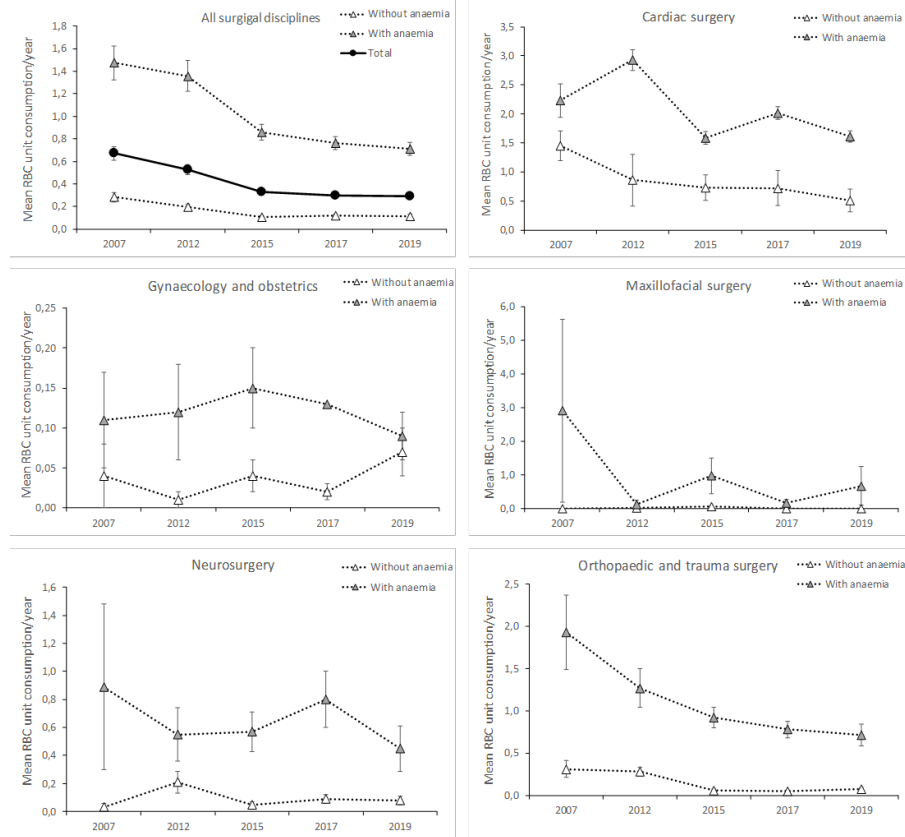 All surgigal disciplines
Without anaemia
With anaemia
Total
Mean RBC unit consumption/year
1,8
1,6
1,4
1,2
1,0
0,8
0,6
0,4
0,2
0,0
2007 2012 2015 2017 2019
Cardiac surgery
Without anaemia
With anaemia
Mean RBC unit consumption/year
3,5
3,0
2,5
2,0
1,5
1,0
0,5
0,0
2007 2012 2015 2017 2019
Gynaecology and obstetrics
Without anaemia
With anaemia
Mean RBC unit consumption/year
0,25
0,20
0,15
0,10
0,05
0,00
2007 2012 2015 2017 2019
Maxillofacial surgery
Without anaemia
With anaemia
Mean RBC unit consumption/year
6,0
5,0
4,0
3,0
2,0
1,0
0,0
2007 2012 2015 2017 2019
Neurosurgery
Without anaemia
With anaemia
Mean RBC unit consumption/year
1,6
1,4
1,2
1,0
0,8
0,6
0,4
0,2
0,0
2007 2012 2015 2017 2019
Orthopaedic and trauma surgery
Without anaemia
With anaemia
Mean RBC unit consumption/year
2,5
2,0
1,5
1,0
0,5
0,0
2007 2012 2015 2017 2019